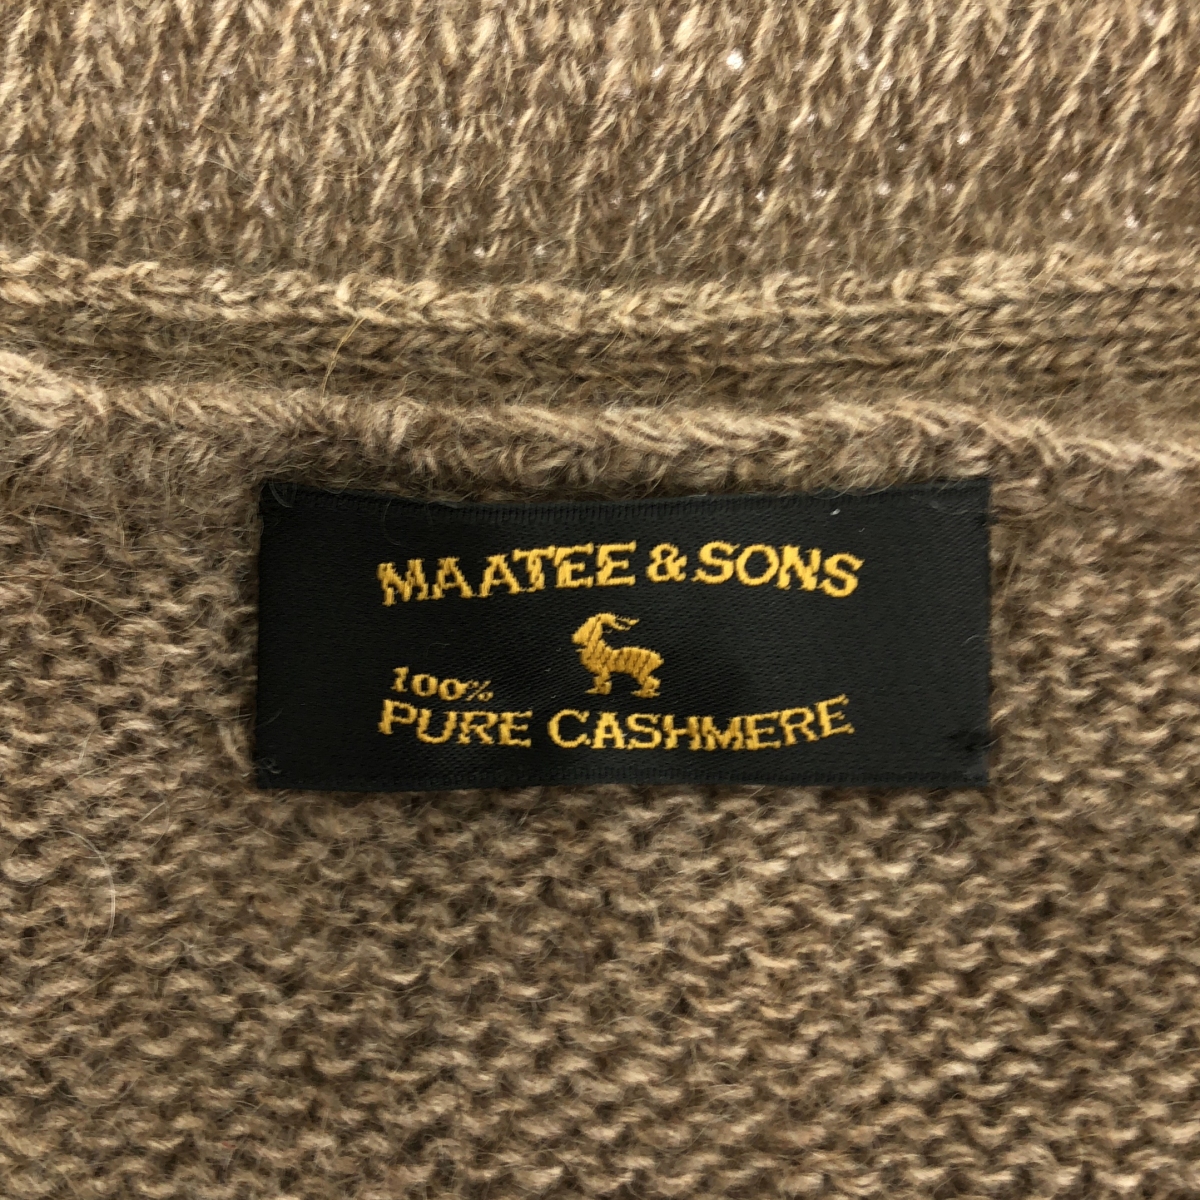 MAATEE & SONS
100%
PURE CASHMERE